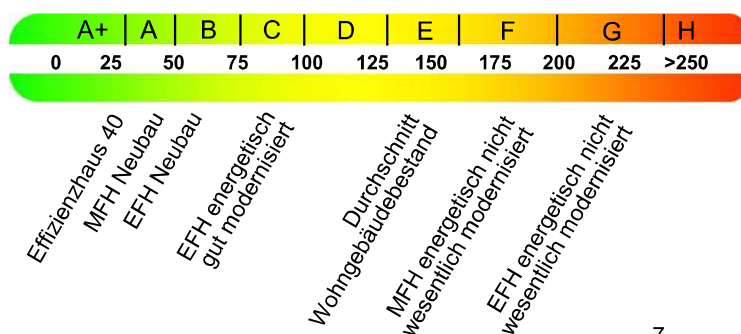 A+ A B C D E F G H
0 25 50 75 100 125 150 175 200 225 >250
Effizienzhaus 40
MFH Neubau
EFH Neubau
EFH energetisch
gut modernisiert
Durchschnitt
Wohngebäudebestand
MFH energetisch nicht
wesentlich modernisiert
EFH energetisch nicht
wesentlich modernisiert
7